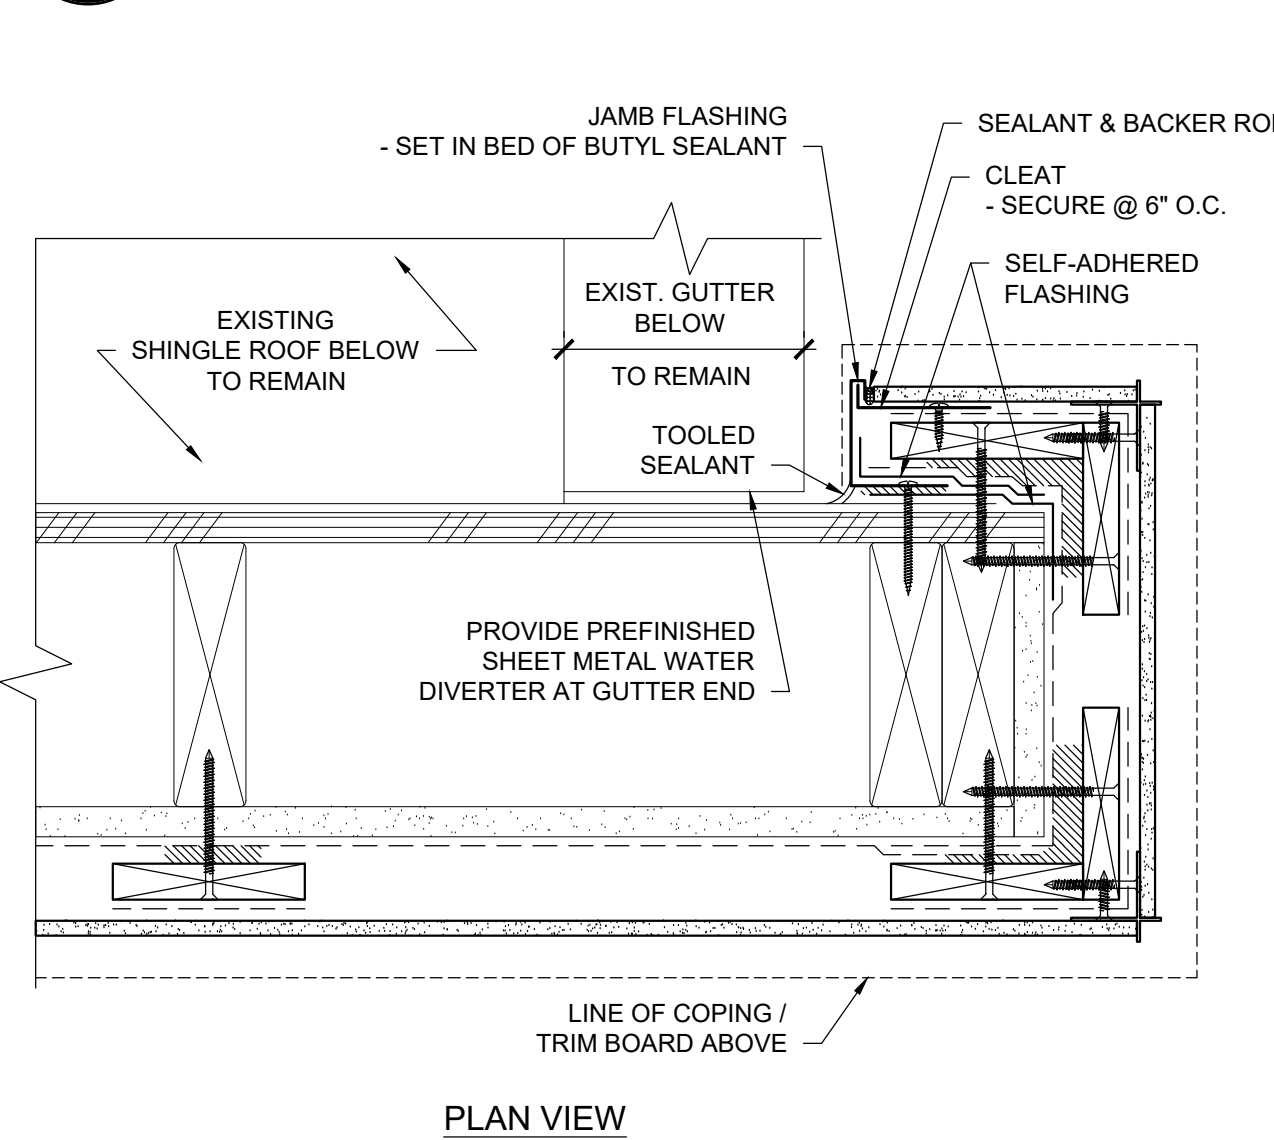 JAMB FLASHING
- SET IN BED OF BUTYL SEALANT
SEALANT & BACKER
CLEAT
- SECURE @ 6" O.C.
SELF-ADHERED
FLASHING
EXIST. GUTTER
BELOW
TO REMAIN
EXISTING
SHINGLE ROOF BELOW
TO REMAIN
TOOLED
SEALANT
PROVIDE PREFINISHED
SHEET METAL WATER
DIVERTER AT GUTTER END
LINE OF COPING /
TRIM BOARD ABOVE
PLAN VIEW